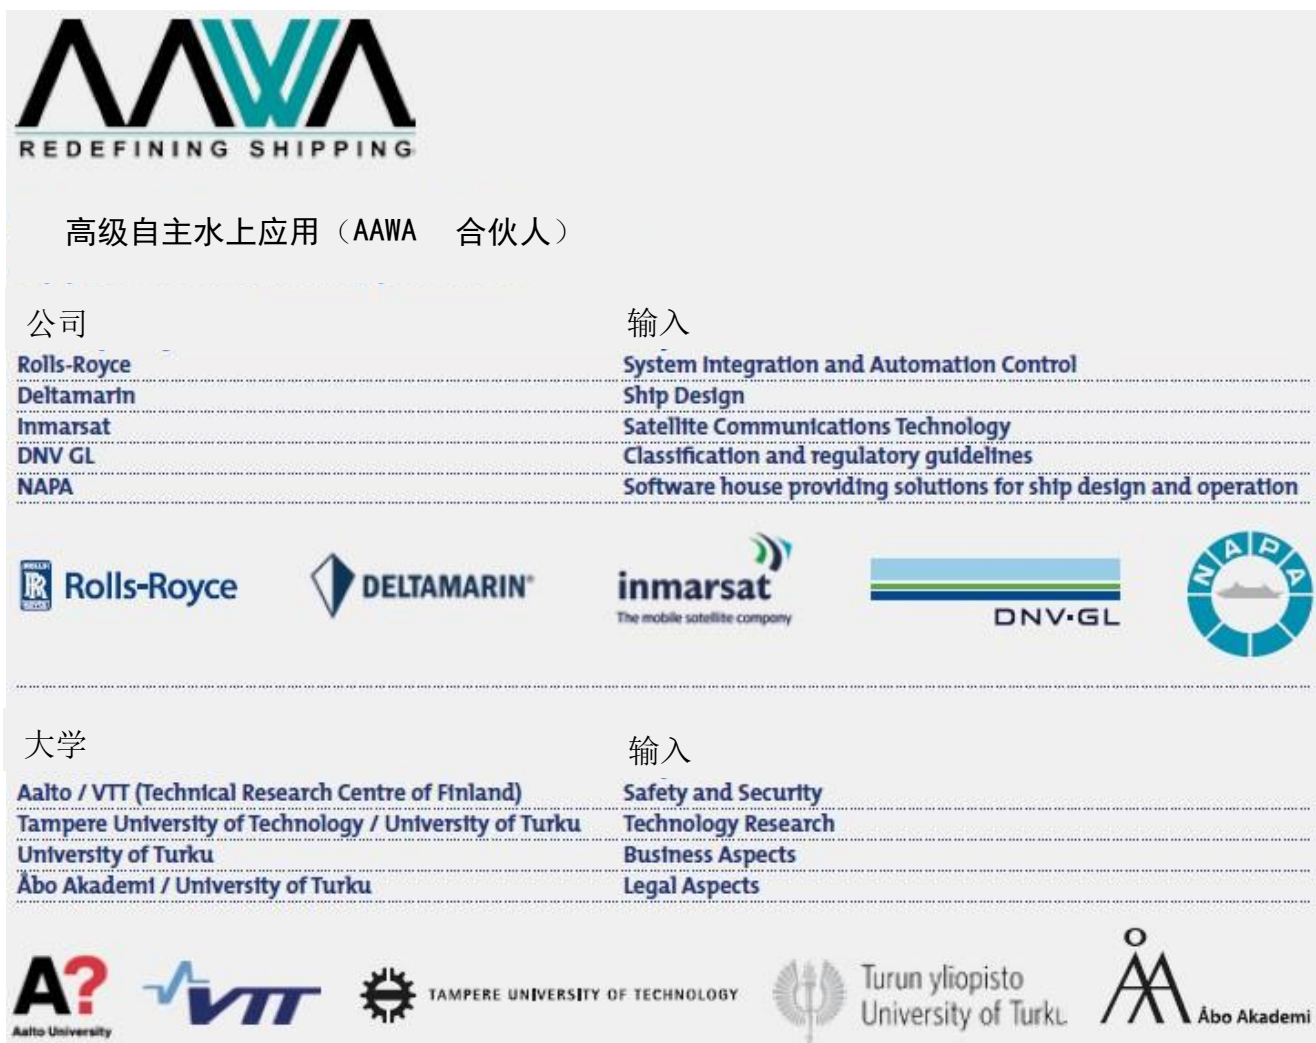 AAWA
REDEFINING SHIPPING
高级自主水上应用（AAWA 合伙人）
公司 输入
Rolls-Royce System Integration and Automation Control
Deltamarin Ship Design
Inmarsat Satellite Communications Technology
DNV GL Classification and regulatory guidelines
NAPA Software house providing solutions for ship design and operation
Rolls-Royce DELTAMARIN® inmarsat DNV·GL NAPA
The mobile satellite company
大学 输入
Aalto / VTT (Technical Research Centre of Finland) Safety and Security
Tampere University of Technology / University of Turku Technology Research
University of Turku Business Aspects
Åbo Akademi / University of Turku Legal Aspects
A? VTT TAMPERE UNIVERSITY OF TECHNOLOGY Turun yliopisto
Aalto University University of Turku Åbo Akademi